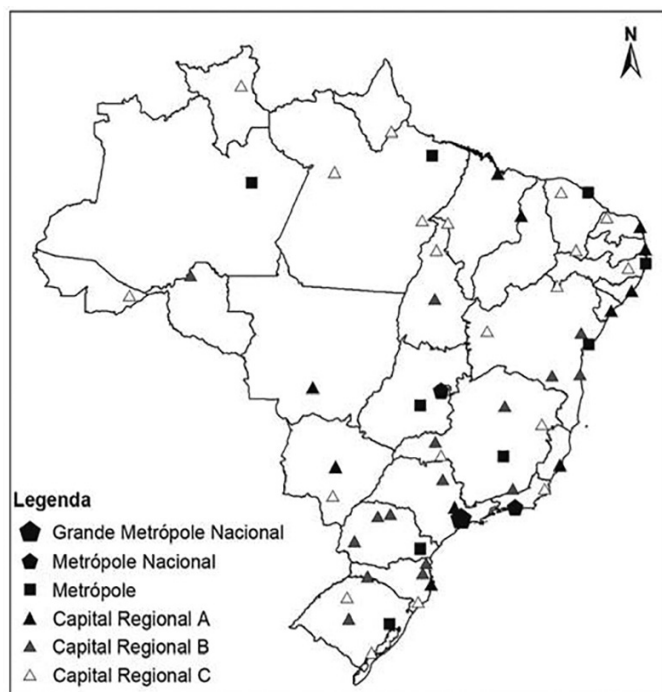 N
Legenda
Grande Metrópole Nacional
Metrópole Nacional
Metrópole
Capital Regional A
Capital Regional B
Capital Regional C